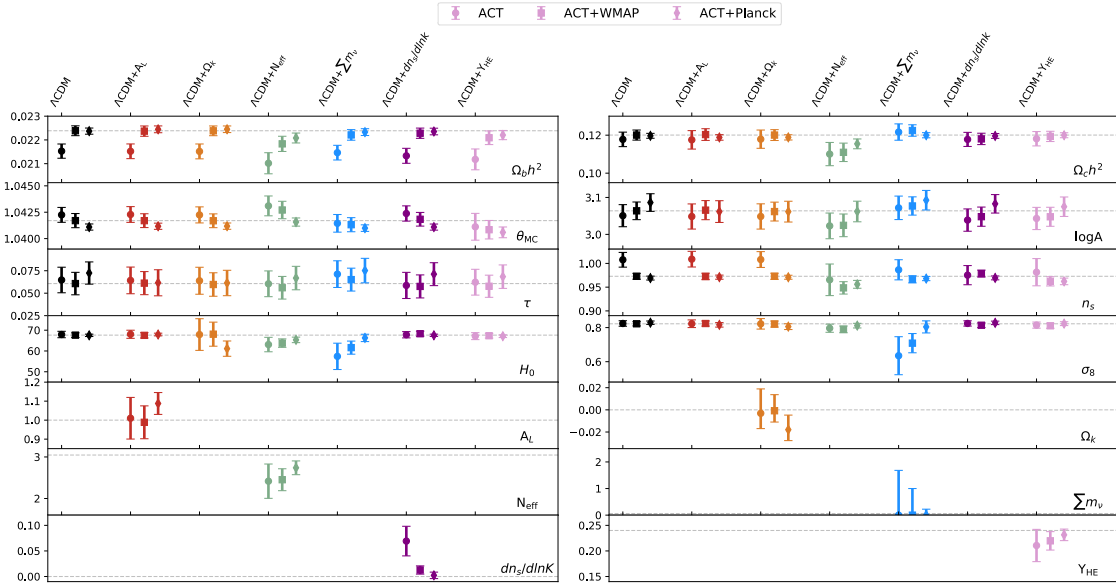 ACT ACT+WMAP ACT+Planck
ΛCDM ΛCDM+A_L ΛCDM+Ω_k ΛCDM+N_eff ΛCDM+∑m_ν ΛCDM+dn_s/dlnk ΛCDM+Y_HE
ΛCDM ΛCDM+A_L ΛCDM+Ω_k ΛCDM+N_eff ΛCDM+∑m_ν ΛCDM+dn_s/dlnk ΛCDM+Y_HE
0.023
0.022
0.021
Ω_b h²
0.12
0.10
Ω_c h²
1.0450
1.0425
1.0400
θ_MC
3.1
3.0
logA
0.075
0.050
0.025
τ
1.00
0.95
0.90
n_s
70
60
50
H_0
0.8
0.6
σ_8
1.2
1.1
1.0
0.9
A_L
0.02
0.00
−0.02
Ω_k
3
2
N_eff
2
1
0
∑m_ν
0.10
0.05
0.00
dn_s/dlnK
0.25
0.20
0.15
Y_HE